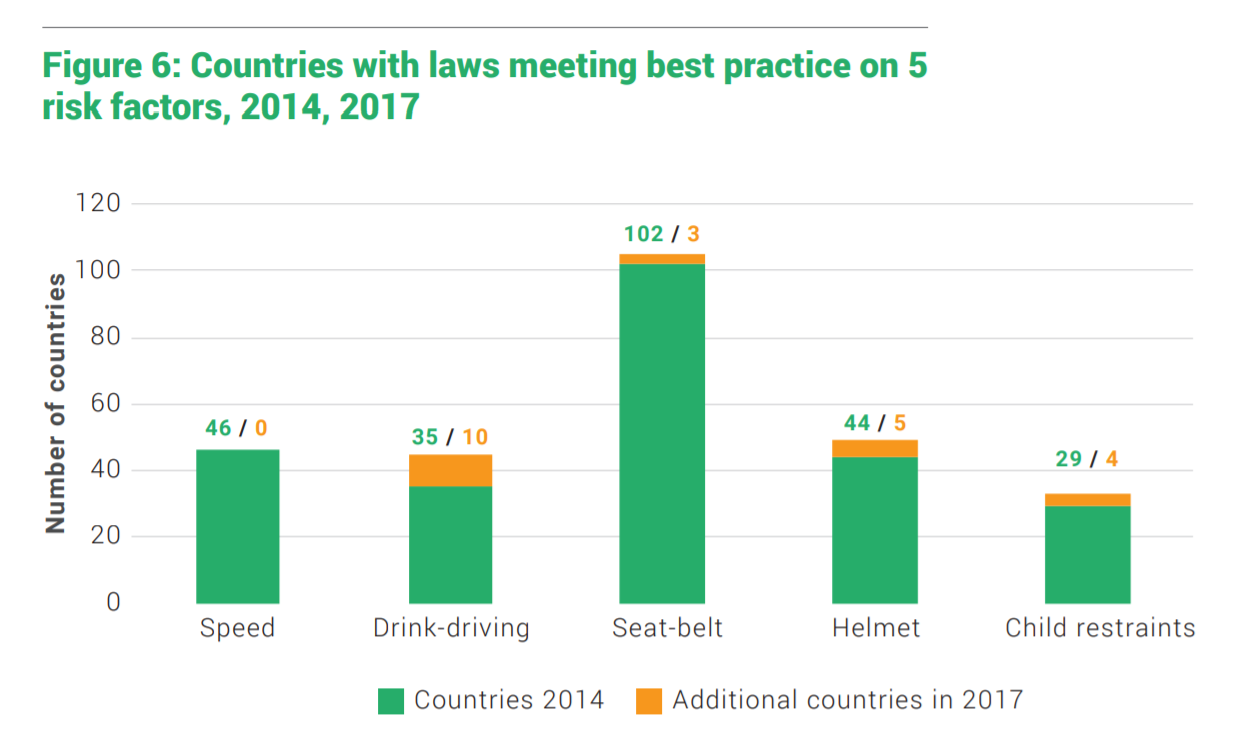 Figure 6: Countries with laws meeting best practice on 5
risk factors, 2014, 2017
Number of countries
120
100
80
60
40
20
0
46 / 0
35 / 10
102 / 3
44 / 5
29 / 4
Speed
Drink-driving
Seat-belt
Helmet
Child restraints
Countries 2014
Additional countries in 2017